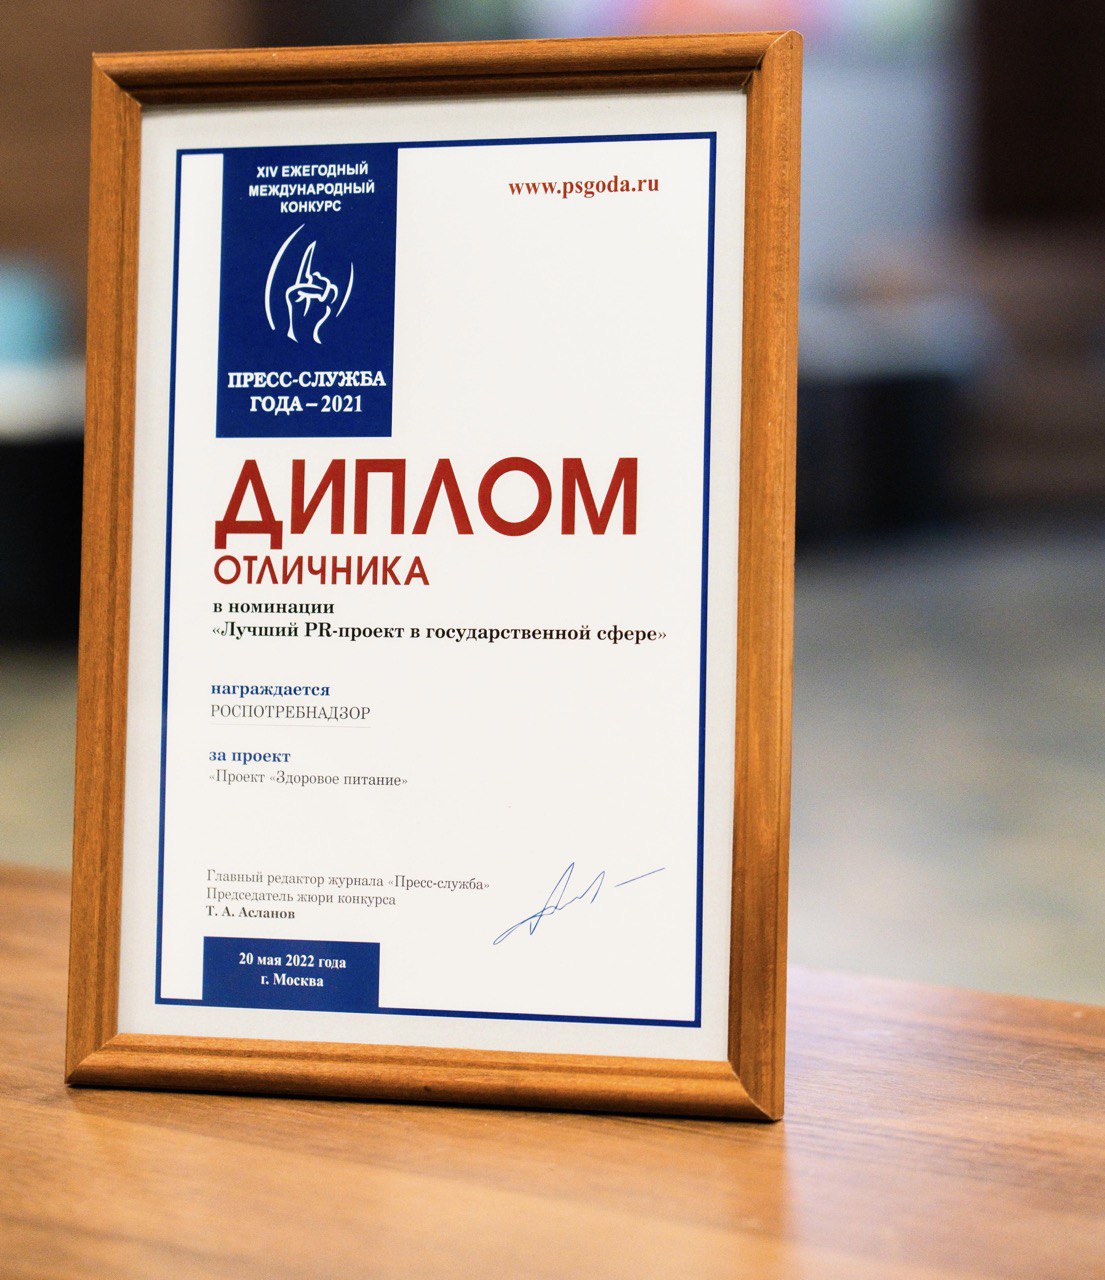 XIV ЕЖЕГОДНЫЙ
МЕЖДУНАРОДНЫЙ
КОНКУРС
ПРЕСС-СЛУЖБА
ГОДА – 2021
www.psgoda.ru
ДИПЛОМ
ОТЛИЧНИКА
в номинации
«Лучший PR-проект в государственной сфере»
награждается
РОСПОТРЕБНАДЗОР
за проект
«Проект «Здоровое питание»
Главный редактор журнала «Пресс-служба»
Председатель жюри конкурса
Т. А. Асланов
20 мая 2022 года
г. Москва